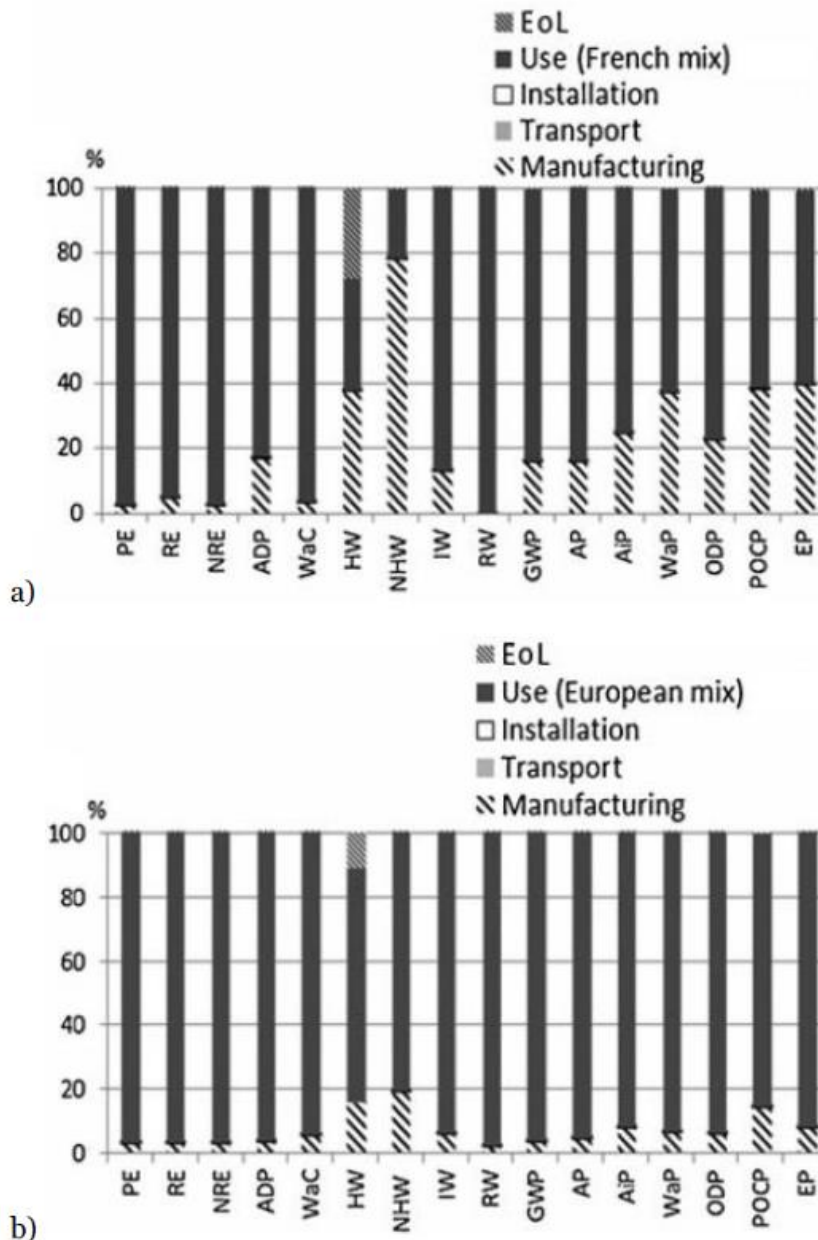 EoL
Use (French mix)
Installation
Transport
Manufacturing
%
100
80
60
40
20
0
PE RE NRE ADP WaC HW NHW IW RW GWP AP AiP WaP ODP POCP EP
a)
EoL
Use (European mix)
Installation
Transport
Manufacturing
%
100
80
60
40
20
0
PE RE NRE ADP WaC HW NHW IW RW GWP AP AiP WaP ODP POCP EP
b)